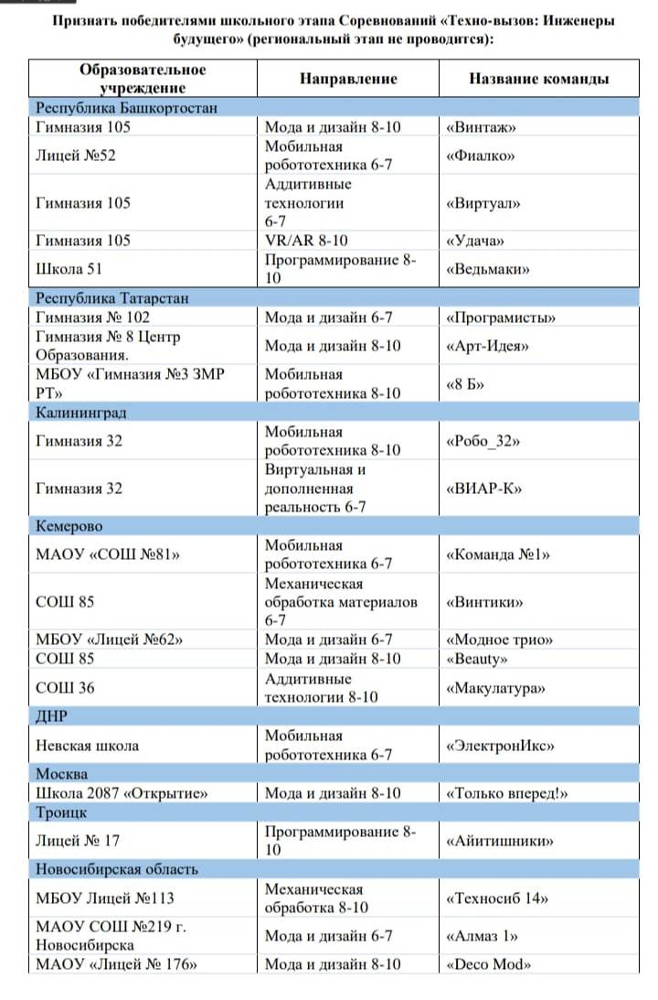 Признать победителями школьного этапа Соревнований «Техно-вызов: Инженеры
будущего» (региональный этап не проводится):
Образовательное
учреждение
Направление
Название команды
Республика Башкортостан
Гимназия 105
Мода и дизайн 8-10
«Винтаж»
Лицей №52
Мобильная
робототехника 6-7
«Фиалко»
Гимназия 105
Аддитивные
технологии
6-7
«Виртуал»
Гимназия 105
VR/AR 8-10
«Удача»
Школа 51
Программирование 8-
10
«Ведьмаки»
Республика Татарстан
Гимназия № 102
Мода и дизайн 6-7
«Програмисты»
Гимназия № 8 Центр
Образования.
Мода и дизайн 8-10
«Арт-Идея»
МБОУ «Гимназия №3 ЗМР
РТ»
Мобильная
робототехника 8-10
«8 Б»
Калининград
Гимназия 32
Мобильная
робототехника 8-10
«Робо_32»
Гимназия 32
Виртуальная и
дополненная
реальность 6-7
«ВИАР-К»
Кемерово
МАОУ «СОШ №81»
Мобильная
робототехника 6-7
«Команда №1»
СОШ 85
Механическая
обработка материалов
6-7
«Винтики»
МБОУ «Лицей №62»
Мода и дизайн 6-7
«Модное трио»
СОШ 85
Мода и дизайн 8-10
«Beauty»
СОШ 36
Аддитивные
технологии 8-10
«Макулатура»
ДНР
Невская школа
Мобильная
робототехника 6-7
«ЭлектронИкс»
Москва
Школа 2087 «Открытие»
Мода и дизайн 8-10
«Только вперед!»
Троицк
Лицей № 17
Программирование 8-
10
«Айитишники»
Новосибирская область
МБОУ Лицей №113
Механическая
обработка 8-10
«Техносиб 14»
МАОУ СОШ №219 г.
Новосибирска
Мода и дизайн 6-7
«Алмаз 1»
МАОУ «Лицей № 176»
Мода и дизайн 8-10
«Deco Mod»